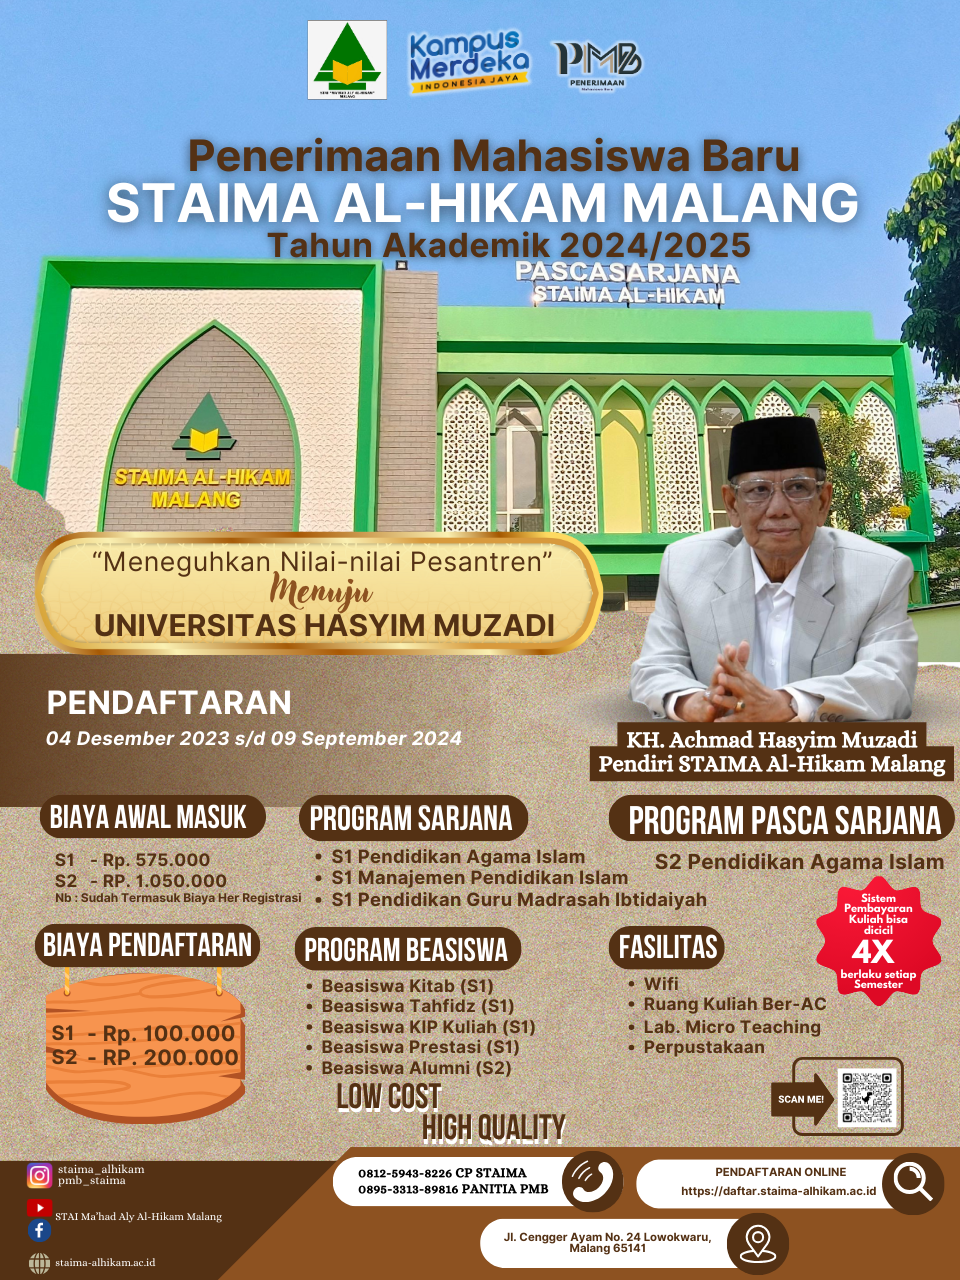 STAI "MA'HAD ALY AL-HIKAM"
MALANG
Kampus
Merdeka
INDONESIA JAYA
PMB
PENERIMAAN
Mahasiswa Baru
Penerimaan Mahasiswa Baru
STAIMA AL-HIKAM MALANG
Tahun Akademik 2024/2025
PASCASARJANA
STAIMA AL-HIKAM
STAIMA AL-HIKAM
MALANG
“Meneguhkan Nilai-nilai Pesantren”
Menuju
UNIVERSITAS HASYIM MUZADI
PENDAFTARAN
04 Desember 2023 s/d 09 September 2024
KH. Achmad Hasyim Muzadi
Pendiri STAIMA Al-Hikam Malang
BIAYA AWAL MASUK
S1 - Rp. 575.000
S2 - RP. 1.050.000
Nb : Sudah Termasuk Biaya Her Registrasi
PROGRAM SARJANA
• S1 Pendidikan Agama Islam
• S1 Manajemen Pendidikan Islam
• S1 Pendidikan Guru Madrasah Ibtidaiyah
PROGRAM PASCA SARJANA
S2 Pendidikan Agama Islam
Sistem
Pembayaran
Kuliah bisa
dicicil
4X
berlaku setiap
Semester
BIAYA PENDAFTARAN
S1 - Rp. 100.000
S2 - RP. 200.000
PROGRAM BEASISWA
• Beasiswa Kitab (S1)
• Beasiswa Tahfidz (S1)
• Beasiswa KIP Kuliah (S1)
• Beasiswa Prestasi (S1)
• Beasiswa Alumni (S2)
FASILITAS
• Wifi
• Ruang Kuliah Ber-AC
• Lab. Micro Teaching
• Perpustakaan
LOW COST
HIGH QUALITY
SCAN ME!
staima_alhikam
pmb_staima
STAI Ma'had Aly Al-Hikam Malang
staima-alhikam.ac.id
0812-5943-8226 CP STAIMA
0895-3313-89816 PANITIA PMB
PENDAFTARAN ONLINE
https://daftar.staima-alhikam.ac.id
Jl. Cengger Ayam No. 24 Lowokwaru,
Malang 65141